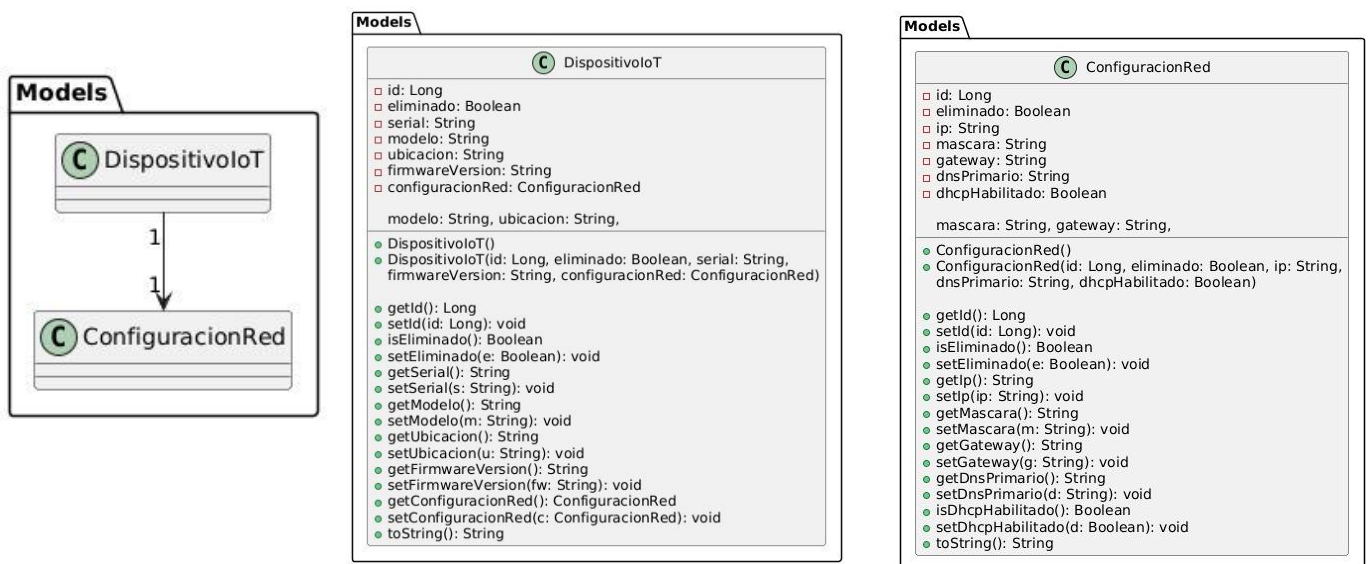 Models
C DispositivoIoT
1
1
C ConfiguracionRed
Models
C DispositivoIoT
id: Long
eliminado: Boolean
serial: String
modelo: String
ubicacion: String
firmwareVersion: String
configuracionRed: ConfiguracionRed
modelo: String, ubicacion: String,
DispositivoIoT()
DispositivoIoT(id: Long, eliminado: Boolean, serial: String,
firmwareVersion: String, configuracionRed: ConfiguracionRed)
getId(): Long
setId(id: Long): void
isEliminado(): Boolean
setEliminado(e: Boolean): void
getSerial(): String
setSerial(s: String): void
getModelo(): String
setModelo(m: String): void
getUbicacion(): String
setUbicacion(u: String): void
getFirmwareVersion(): String
setFirmwareVersion(fw: String): void
getConfiguracionRed(): ConfiguracionRed
setConfiguracionRed(c: ConfiguracionRed): void
toString(): String
Models
C ConfiguracionRed
id: Long
eliminado: Boolean
ip: String
mascara: String
gateway: String
dnsPrimario: String
dhcpHabilitado: Boolean
mascara: String, gateway: String,
ConfiguracionRed()
ConfiguracionRed(id: Long, eliminado: Boolean, ip: String,
dnsPrimario: String, dhcpHabilitado: Boolean)
getId(): Long
setId(id: Long): void
isEliminado(): Boolean
setEliminado(e: Boolean): void
getIp(): String
setIp(ip: String): void
getMascara(): String
setMascara(m: String): void
getGateway(): String
setGateway(g: String): void
getDnsPrimario(): String
setDnsPrimario(d: String): void
isDhcpHabilitado(): Boolean
setDhcpHabilitado(d: Boolean): void
toString(): String